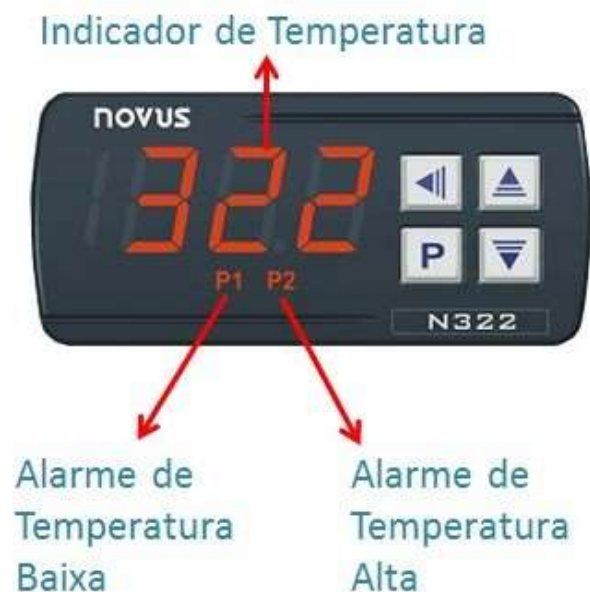 Indicador de Temperatura
novus
322
P1 P2
P
N322
Alarme de
Temperatura
Baixa
Alarme de
Temperatura
Alta